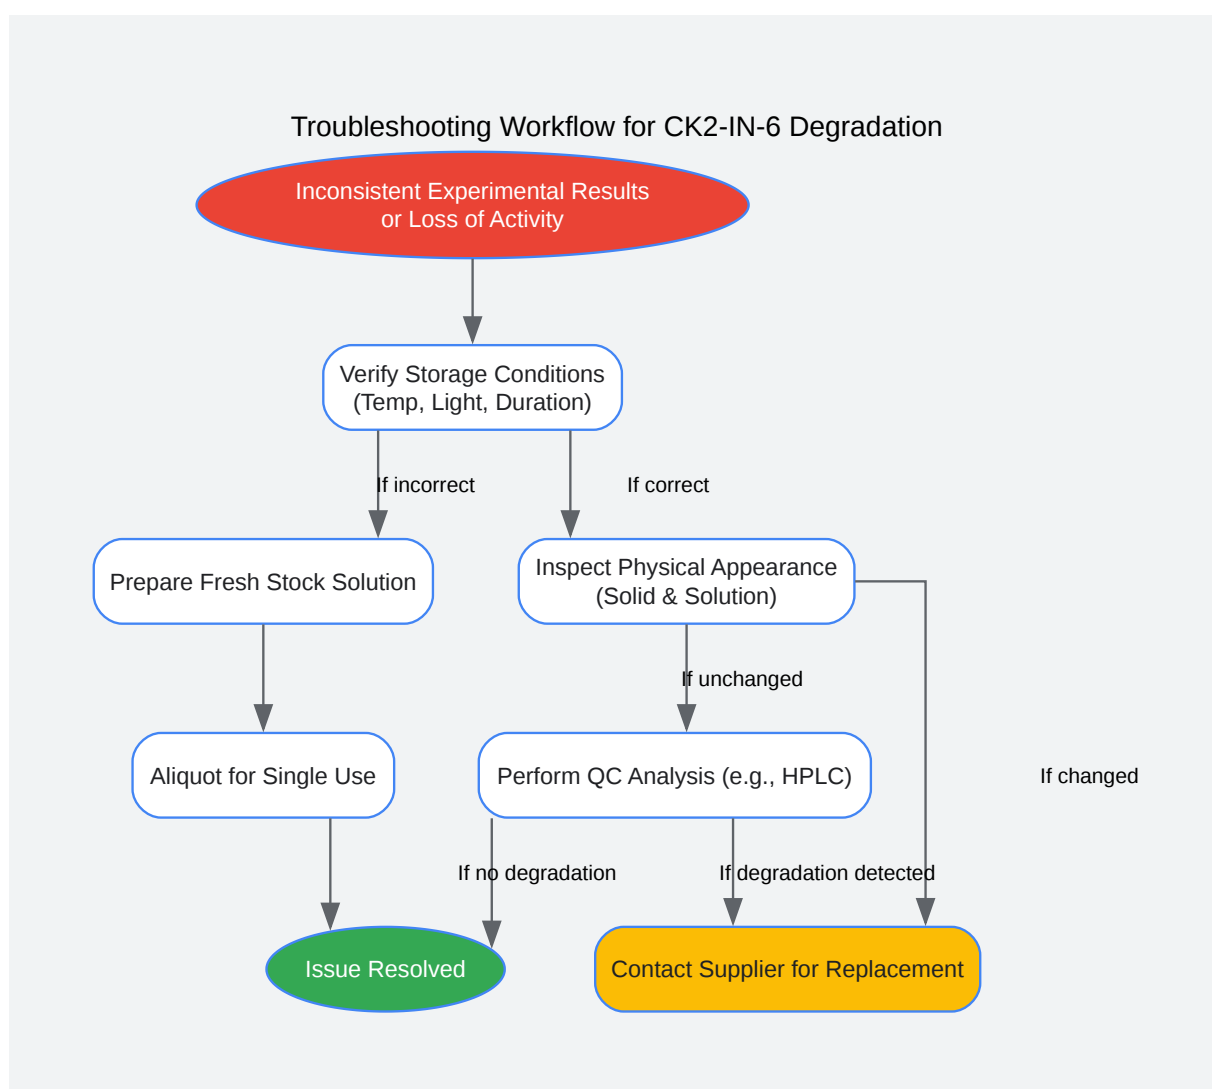 Troubleshooting Workflow for CK2-IN-6 Degradation
Inconsistent Experimental Results
or Loss of Activity
Verify Storage Conditions
(Temp, Light, Duration)
If incorrect
If correct
Prepare Fresh Stock Solution
Inspect Physical Appearance
(Solid & Solution)
If unchanged
Aliquot for Single Use
Perform QC Analysis (e.g., HPLC)
If changed
If no degradation
If degradation detected
Issue Resolved
Contact Supplier for Replacement